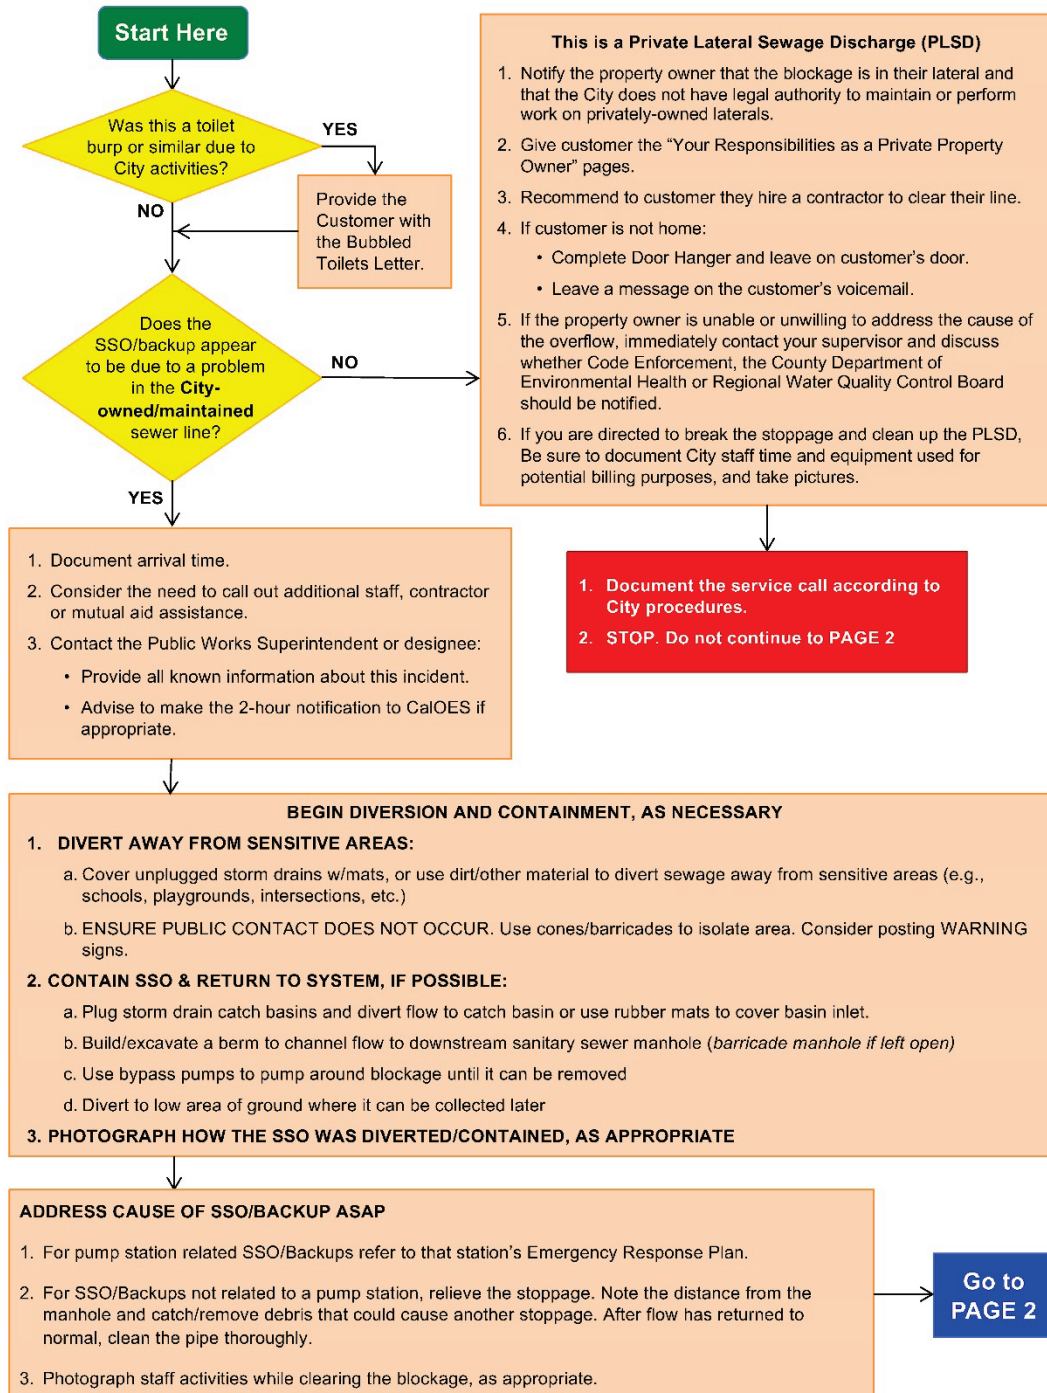 Start Here
Was this a toilet
burp or similar due to
City activities?
YES
NO
Provide the
Customer with
the Bubbled
Toilets Letter.
Does the
SSO/backup appear
to be due to a problem
in the City-
owned/maintained
sewer line?
NO
YES
This is a Private Lateral Sewage Discharge (PLSD)
1. Notify the property owner that the blockage is in their lateral and
that the City does not have legal authority to maintain or perform
work on privately-owned laterals.
2. Give customer the “Your Responsibilities as a Private Property
Owner” pages.
3. Recommend to customer they hire a contractor to clear their line.
4. If customer is not home:
• Complete Door Hanger and leave on customer’s door.
• Leave a message on the customer’s voicemail.
5. If the property owner is unable or unwilling to address the cause of
the overflow, immediately contact your supervisor and discuss
whether Code Enforcement, the County Department of
Environmental Health or Regional Water Quality Control Board
should be notified.
6. If you are directed to break the stoppage and clean up the PLSD,
Be sure to document City staff time and equipment used for
potential billing purposes, and take pictures.
1. Document the service call according to
City procedures.
2. STOP. Do not continue to PAGE 2
1. Document arrival time.
2. Consider the need to call out additional staff, contractor
or mutual aid assistance.
3. Contact the Public Works Superintendent or designee:
• Provide all known information about this incident.
• Advise to make the 2-hour notification to CalOES if
appropriate.
BEGIN DIVERSION AND CONTAINMENT, AS NECESSARY
1. DIVERT AWAY FROM SENSITIVE AREAS:
a. Cover unplugged storm drains w/mats, or use dirt/other material to divert sewage away from sensitive areas (e.g.,
schools, playgrounds, intersections, etc.)
b. ENSURE PUBLIC CONTACT DOES NOT OCCUR. Use cones/barricades to isolate area. Consider posting WARNING
signs.
2. CONTAIN SSO & RETURN TO SYSTEM, IF POSSIBLE:
a. Plug storm drain catch basins and divert flow to catch basin or use rubber mats to cover basin inlet.
b. Build/excavate a berm to channel flow to downstream sanitary sewer manhole (barricade manhole if left open)
c. Use bypass pumps to pump around blockage until it can be removed
d. Divert to low area of ground where it can be collected later
3. PHOTOGRAPH HOW THE SSO WAS DIVERTED/CONTAINED, AS APPROPRIATE
ADDRESS CAUSE OF SSO/BACKUP ASAP
1. For pump station related SSO/Backups refer to that station’s Emergency Response Plan.
2. For SSO/Backups not related to a pump station, relieve the stoppage. Note the distance from the
manhole and catch/remove debris that could cause another stoppage. After flow has returned to
normal, clean the pipe thoroughly.
3. Photograph staff activities while clearing the blockage, as appropriate.
Go to
PAGE 2